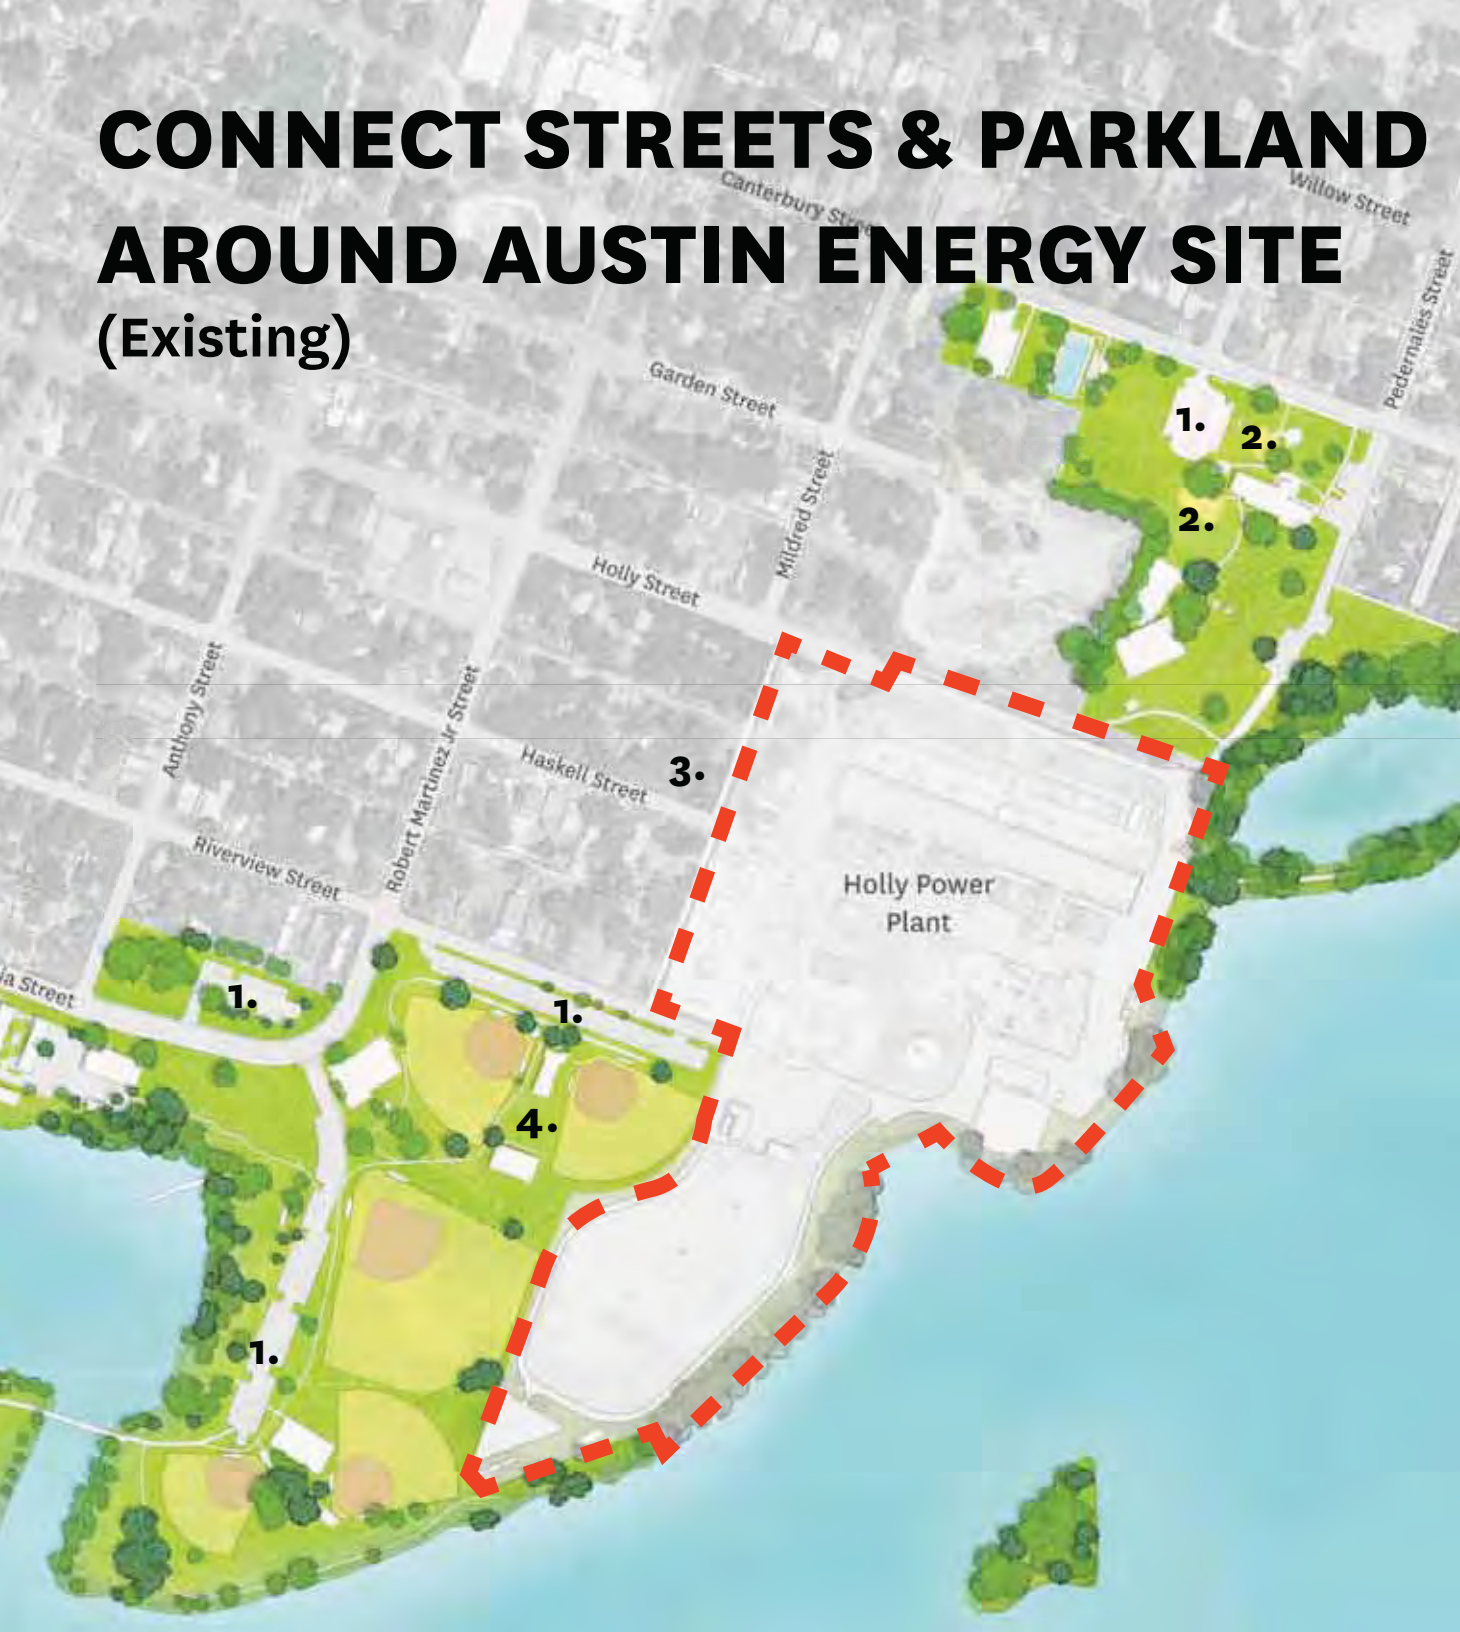 CONNECT STREETS & PARKLAND
Canterbury Street
Willow Street
AROUND AUSTIN ENERGY SITE
(Existing)
Pedernales Street
Garden Street
1.
2.
Mildred Street
2.
Holly Street
Anthony Street
Robert Martinez Jr Street
Haskell Street
3.
Riverview Street
Holly Power
Plant
Street
1.
1.
4.
1.